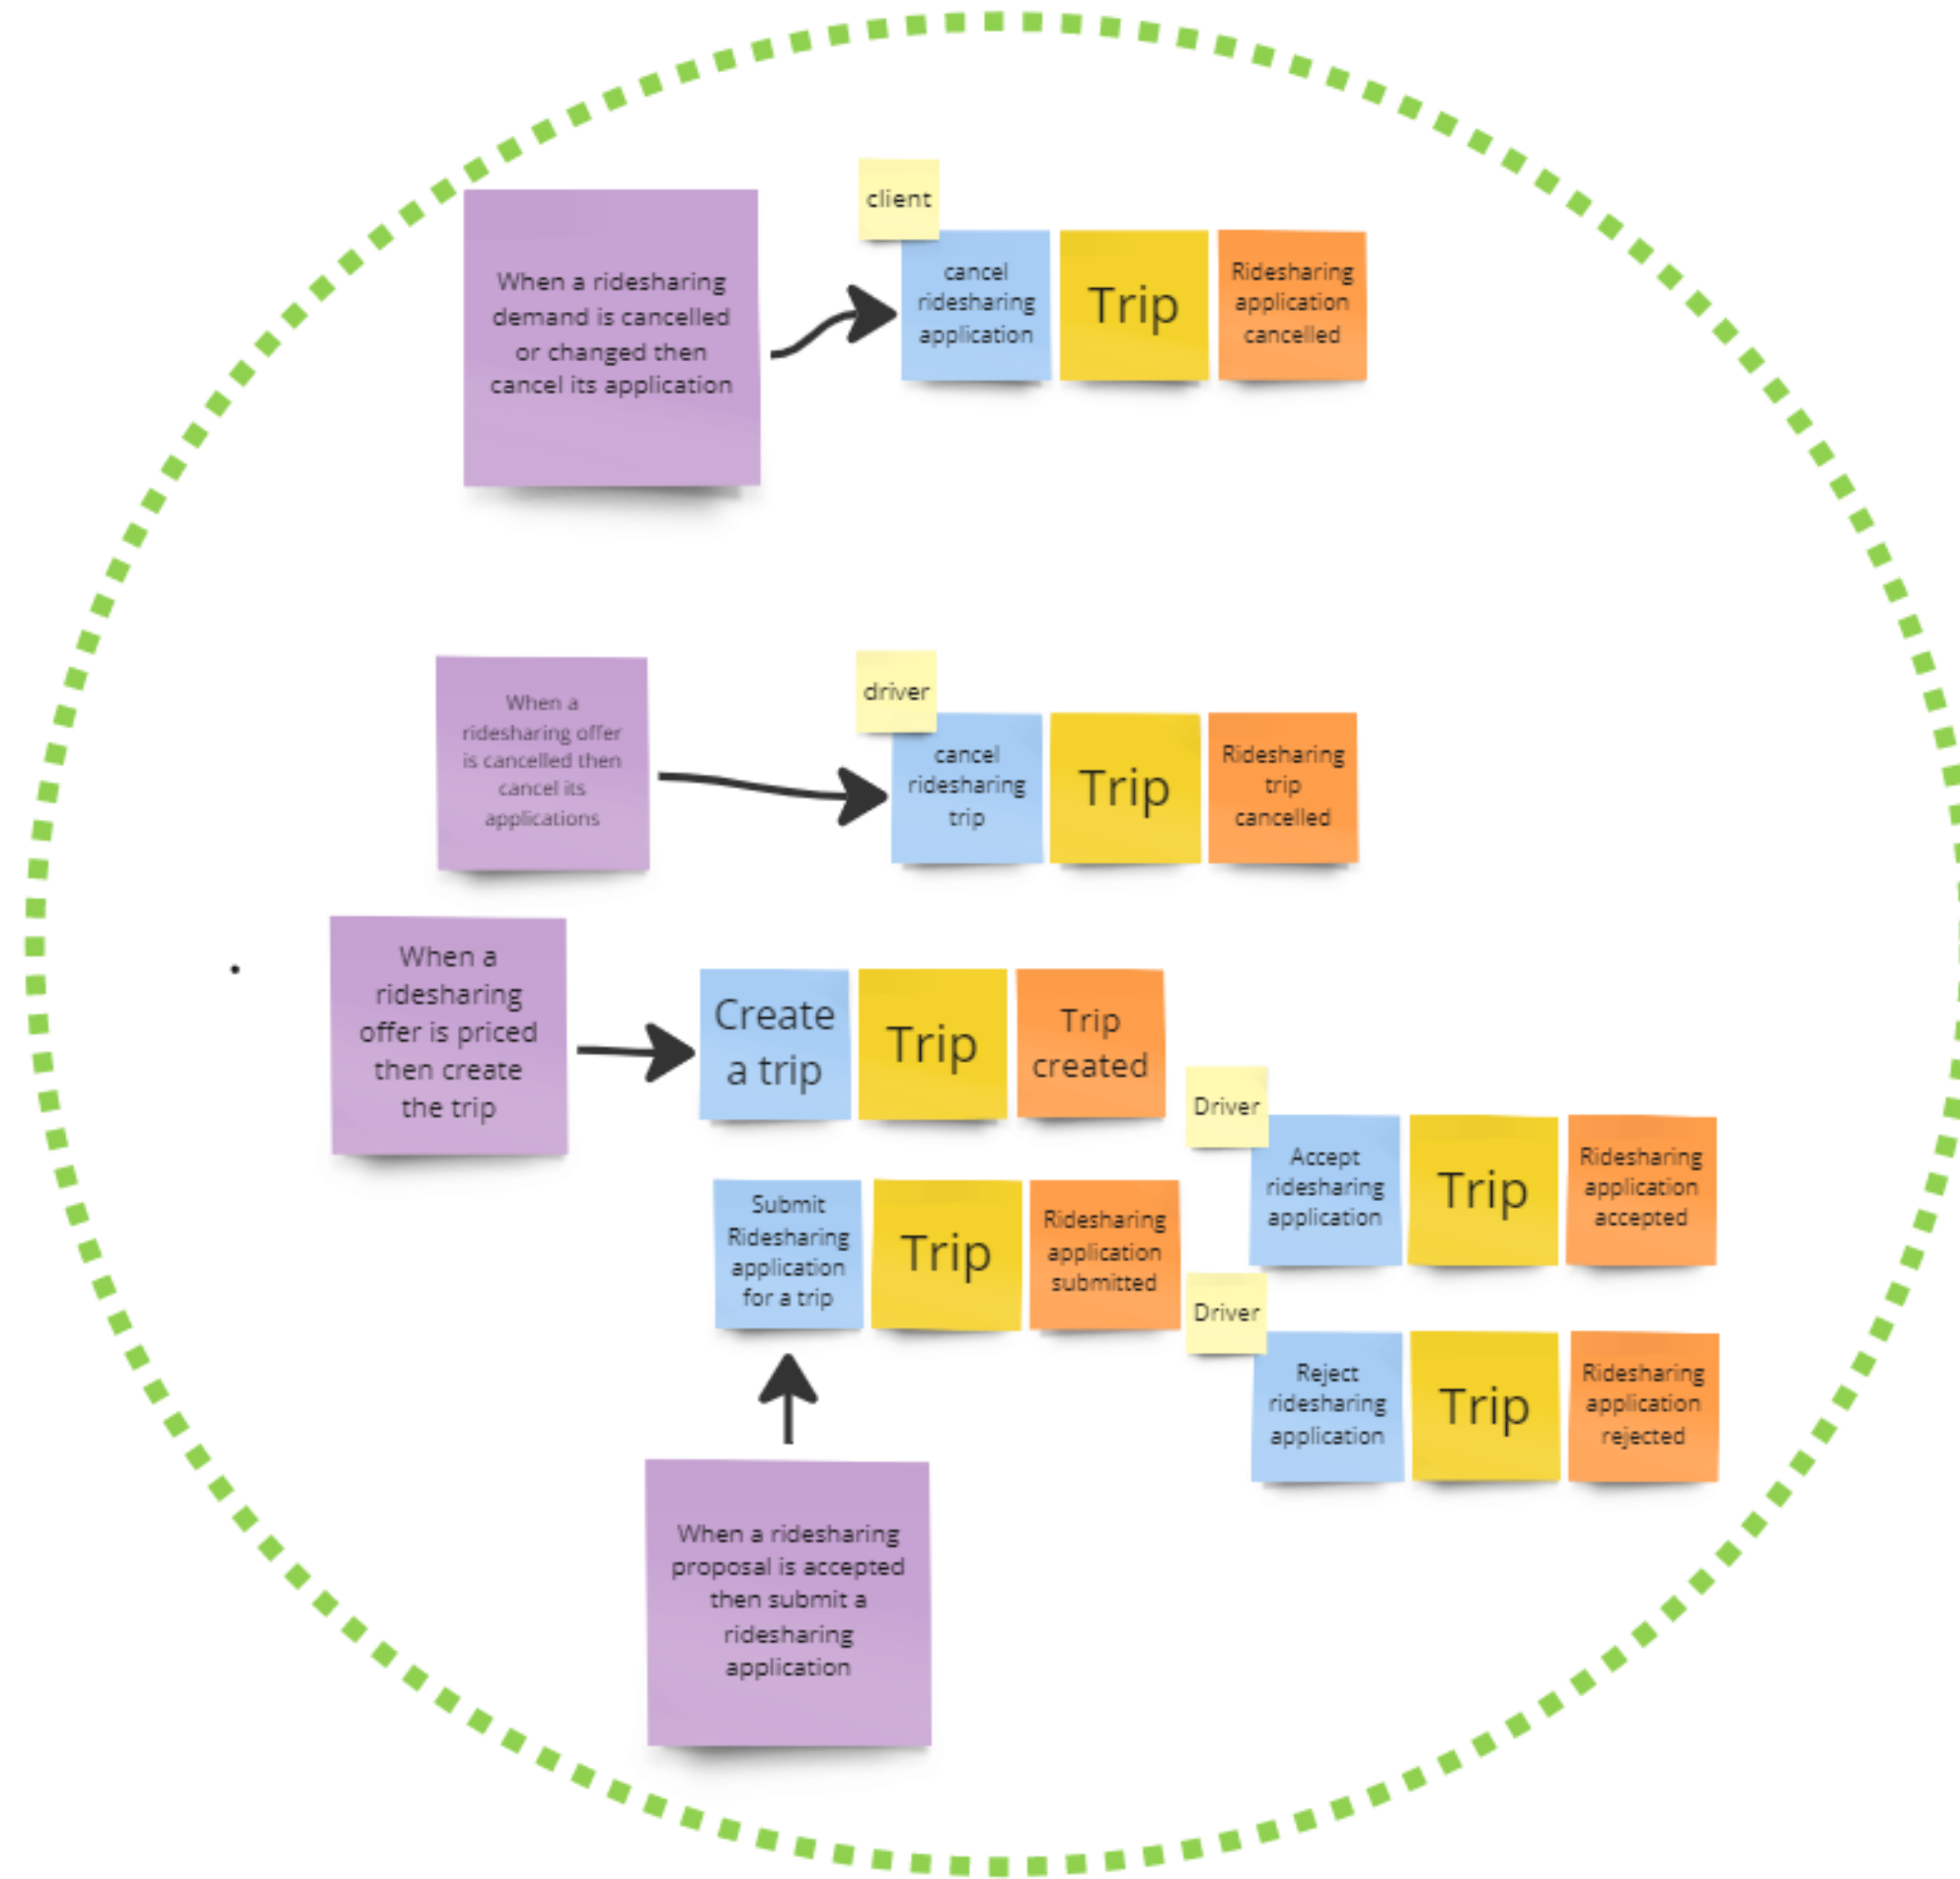 client
When a ridesharing
demand is cancelled
or changed then
cancel its application
cancel
ridesharing
application
Trip
Ridesharing
application
cancelled
When a
ridesharing offer
is cancelled then
cancel its
applications
driver
cancel
ridesharing
trip
Trip
Ridesharing
trip
cancelled
When a
ridesharing
offer is priced
then create
the trip
Create
a trip
Trip
Trip
created
Submit
Ridesharing
application
for a trip
Trip
Ridesharing
application
submitted
Driver
Accept
ridesharing
application
Trip
Ridesharing
application
accepted
Driver
Reject
ridesharing
application
Trip
Ridesharing
application
rejected
When a ridesharing
proposal is accepted
then submit a
ridesharing
application